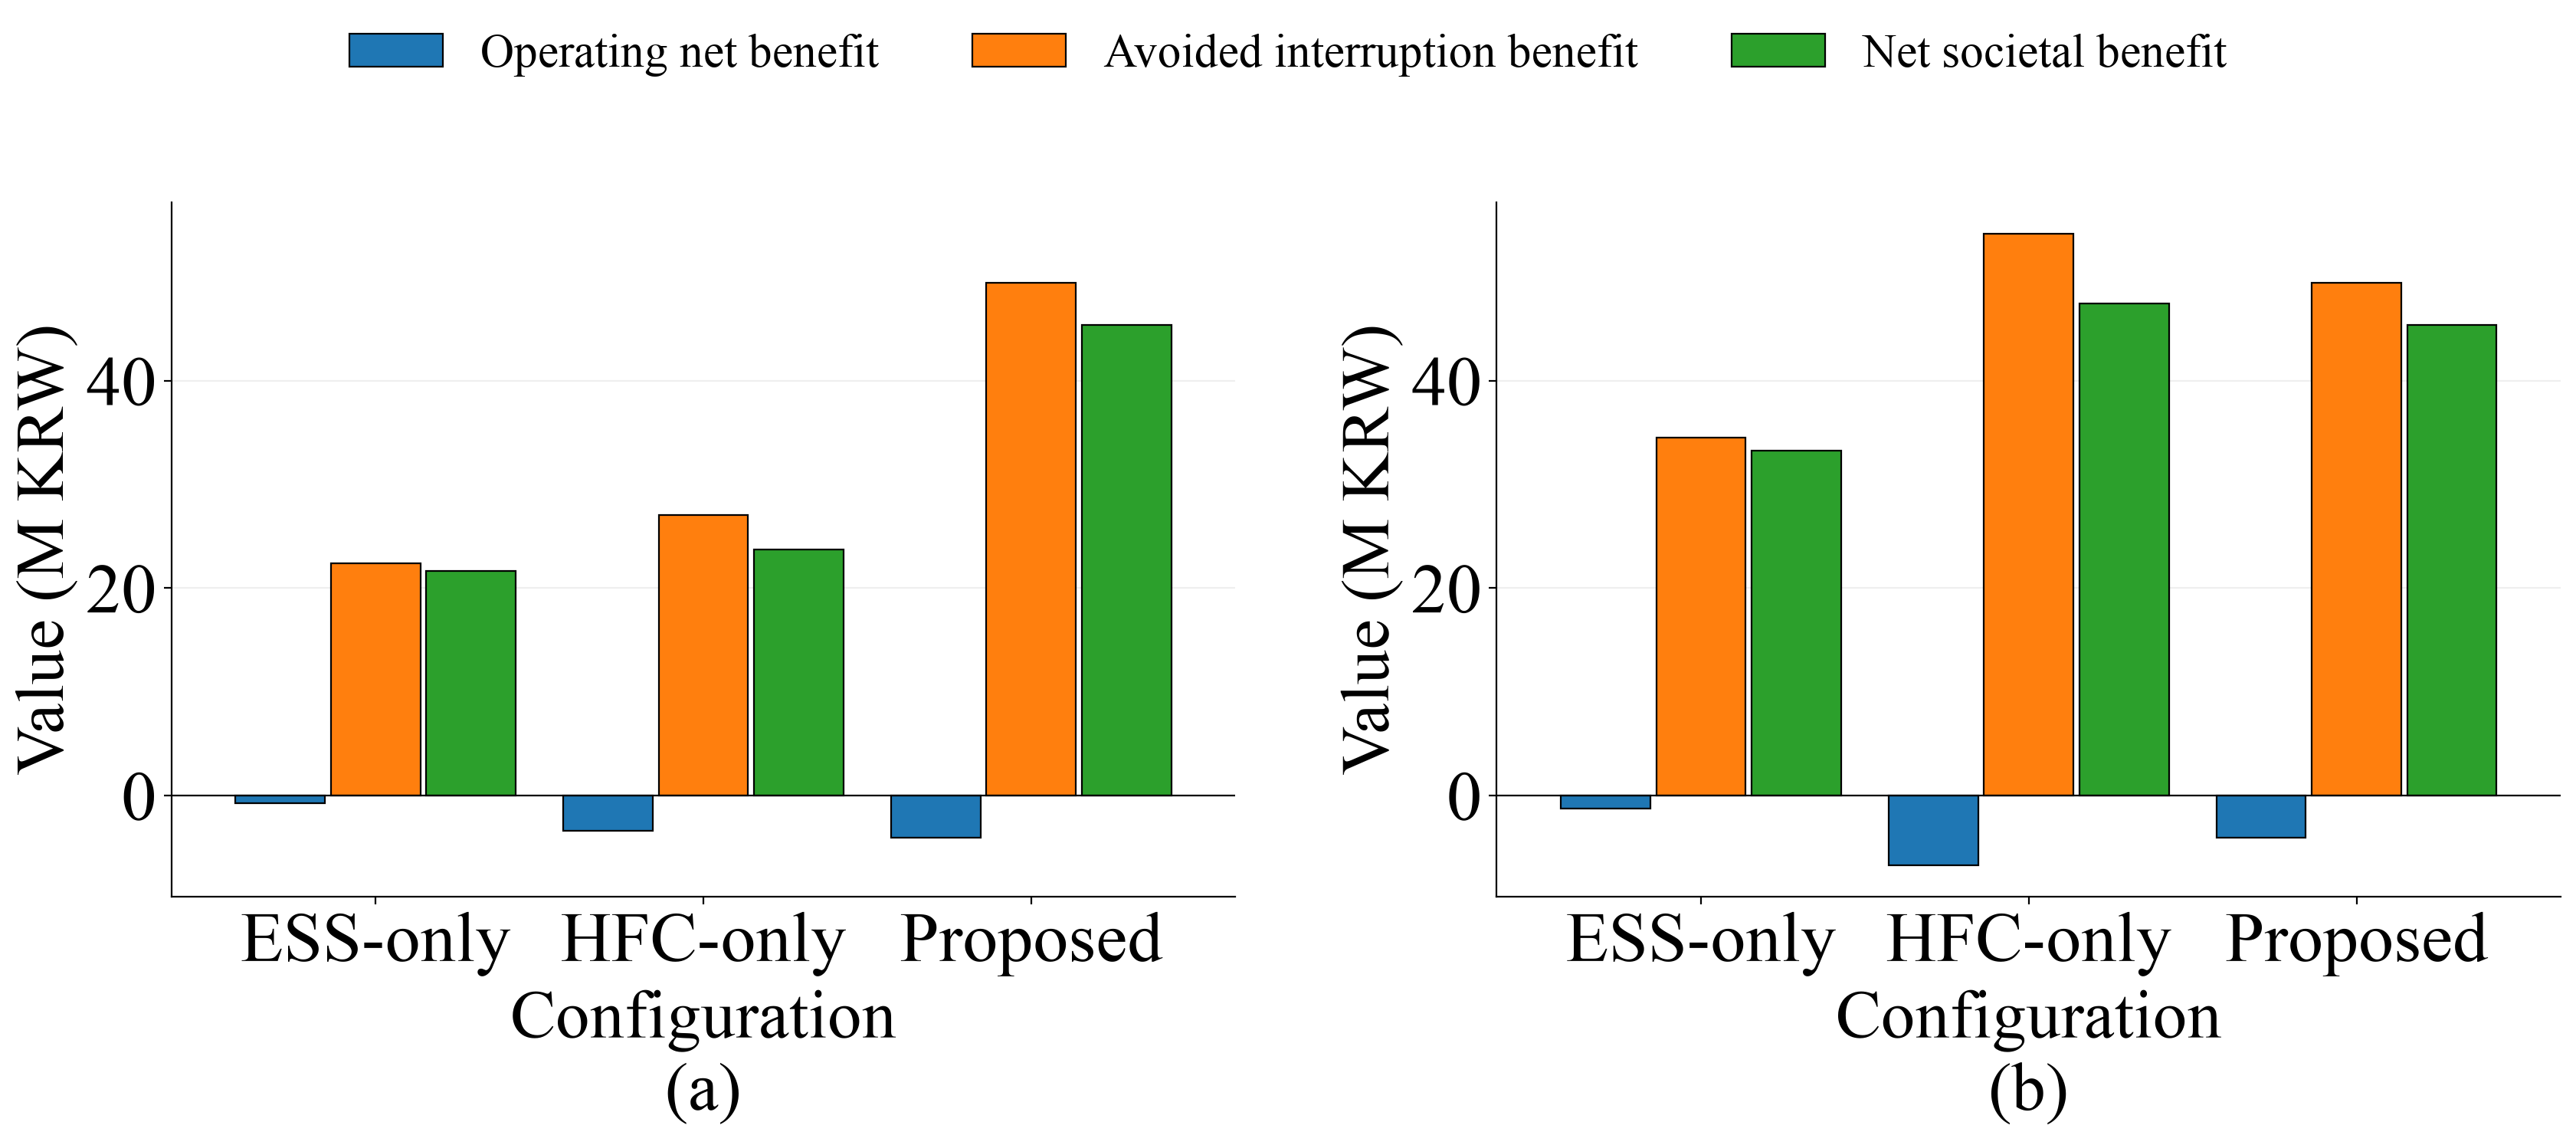 Operating net benefit Avoided interruption benefit Net societal benefit
Value (M KRW)
40
20
0
ESS-only HFC-only Proposed
Configuration
(a)
Value (M KRW)
40
20
0
ESS-only HFC-only Proposed
Configuration
(b)